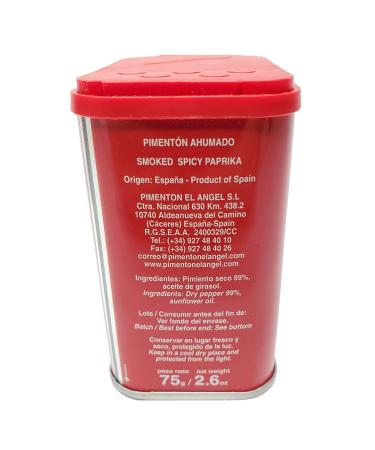 PIMENTÓN AHUMADO
SMOKED SPICY PAPRIKA
Origen: España - Product of Spain
PIMENTON EL ANGEL S.L
Ctra. Nacional 630 Km. 438.2
10740 Aldeanueva del Camino
(Cáceres) España-Spain
R.G.S.E.A.A. 2400329/CC
Tel.: (+34) 927 48 40 10
Fax: (+34) 927 48 40 26
correo@pimentonelangel.com
www.pimentonelangel.com
Ingredientes: Pimiento seco 99%,
aceite de girasol.
Ingredients: Dry pepper 99%,
sunflower oil.
Lote / Consumir antes del fin de:
Ver fondo del envase.
Batch / Best before end: See bottom
Conservar en lugar fresco y
seco, protegido de la luz.
Keep in a cool dry place and
protected from the light.
peso neto net weight
75g / 2.6oz